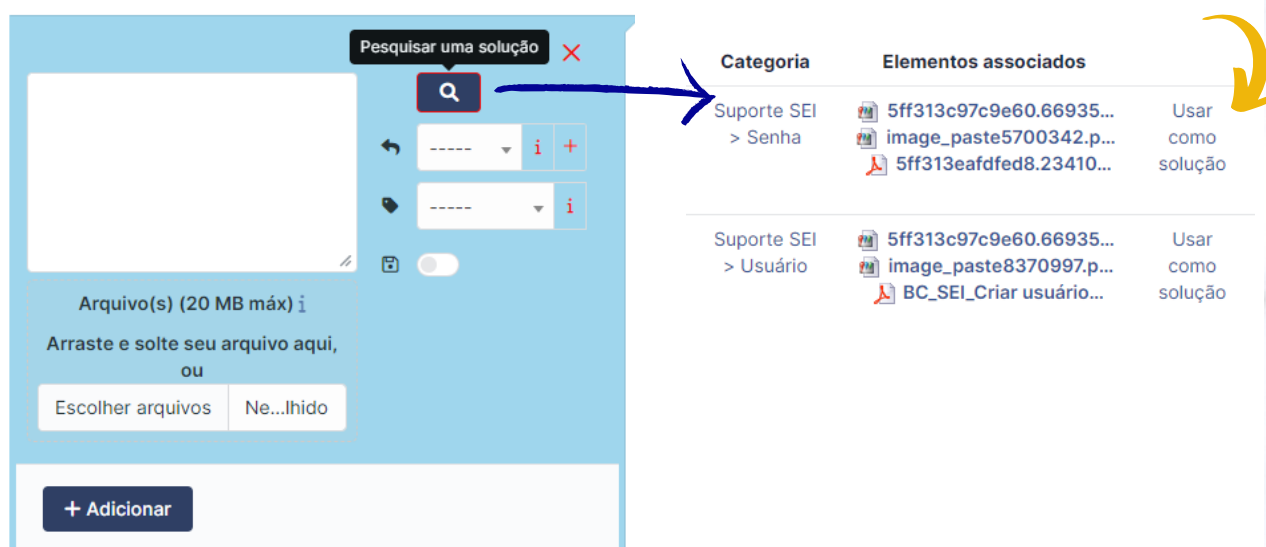 Pesquisar uma solução
-----
i +
-----
i
Arquivo(s) (20 MB máx) i
Arraste e solte seu arquivo aqui,
ou
Escolher arquivos Ne...lhido
+ Adicionar
Categoria Elementos associados
Suporte SEI 5ff313c97c9e60.66935... Usar
> Senha image_paste5700342.p... como
5ff313eafdfed8.23410... solução
Suporte SEI 5ff313c97c9e60.66935... Usar
> Usuário image_paste8370997.p... como
BC_SEI_Criar usuário... solução